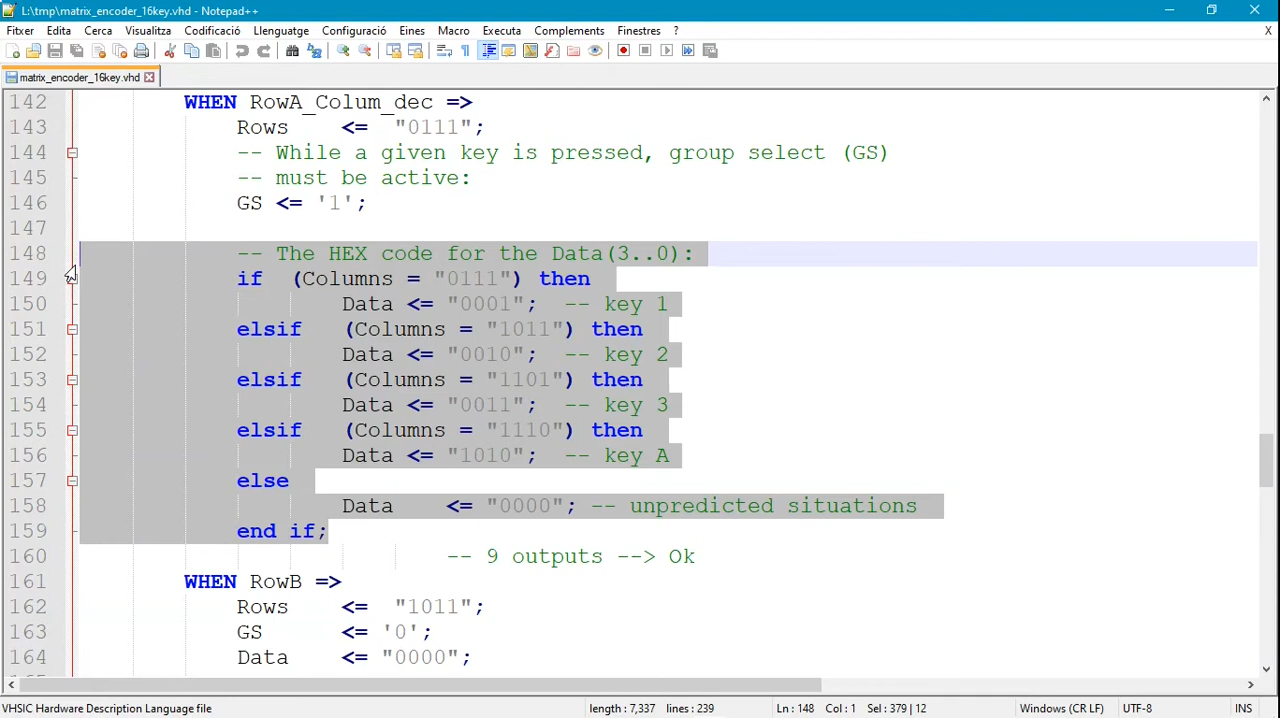 L:\tmp\matrix_encoder_16key.vhd - Notepad++
Fitxer Edita Cerca Visualitza Codificació Llenguatge Configuració Eines Macro Executa Complements Finestres ? X
matrix_encoder_16key.vhd
142 WHEN RowA_Colum_dec =>
143 Rows <= "0111";
144 -- While a given key is pressed, group select (GS)
145 -- must be active:
146 GS <= '1';
147
148 -- The HEX code for the Data(3..0):
149 if (Columns = "0111") then
150 Data <= "0001"; -- key 1
151 elsif (Columns = "1011") then
152 Data <= "0010"; -- key 2
153 elsif (Columns = "1101") then
154 Data <= "0011"; -- key 3
155 elsif (Columns = "1110") then
156 Data <= "1010"; -- key A
157 else
158 Data <= "0000"; -- unpredicted situations
159 end if;
160 -- 9 outputs --> Ok
161 WHEN RowB =>
162 Rows <= "1011";
163 GS <= '0';
164 Data <= "0000";
VHSIC Hardware Description Language file length : 7,337 lines : 239 Ln : 148 Col : 1 Sel : 379 | 12 Windows (CR LF) UTF-8 INS